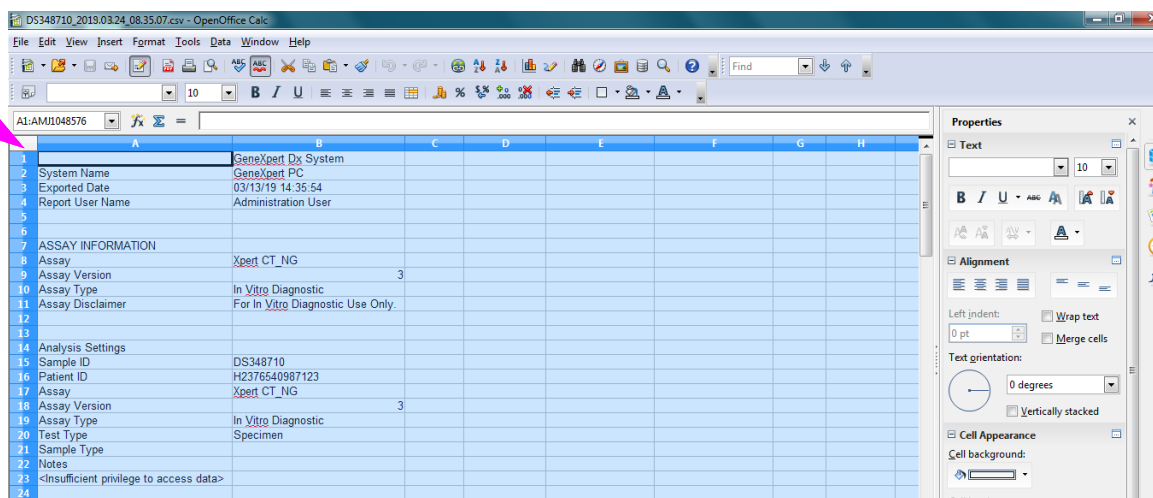 DS348710_2019.03.24_08.35.07.csv - OpenOffice Calc
File Edit View Insert Format Tools Data Window Help
Find
10
A1:AMJ1048576
A B C D E F G H
1 GeneXpert Dx System
2 System Name GeneXpert PC
3 Exported Date 03/13/19 14:35:54
4 Report User Name Administration User
5
6
7 ASSAY INFORMATION
8 Assay Xpert CT_NG
9 Assay Version 3
10 Assay Type In Vitro Diagnostic
11 Assay Disclaimer For In Vitro Diagnostic Use Only.
12
13
14 Analysis Settings
15 Sample ID DS348710
16 Patient ID H2376540987123
17 Assay Xpert CT_NG
18 Assay Version 3
19 Assay Type In Vitro Diagnostic
20 Test Type Specimen
21 Sample Type
22 Notes
23 <Insufficient privilege to access data>
24
Properties
Text
10
Alignment
Left indent:
Wrap text
0 pt
Merge cells
Text orientation:
0 degrees
Vertically stacked
Cell Appearance
Cell background: